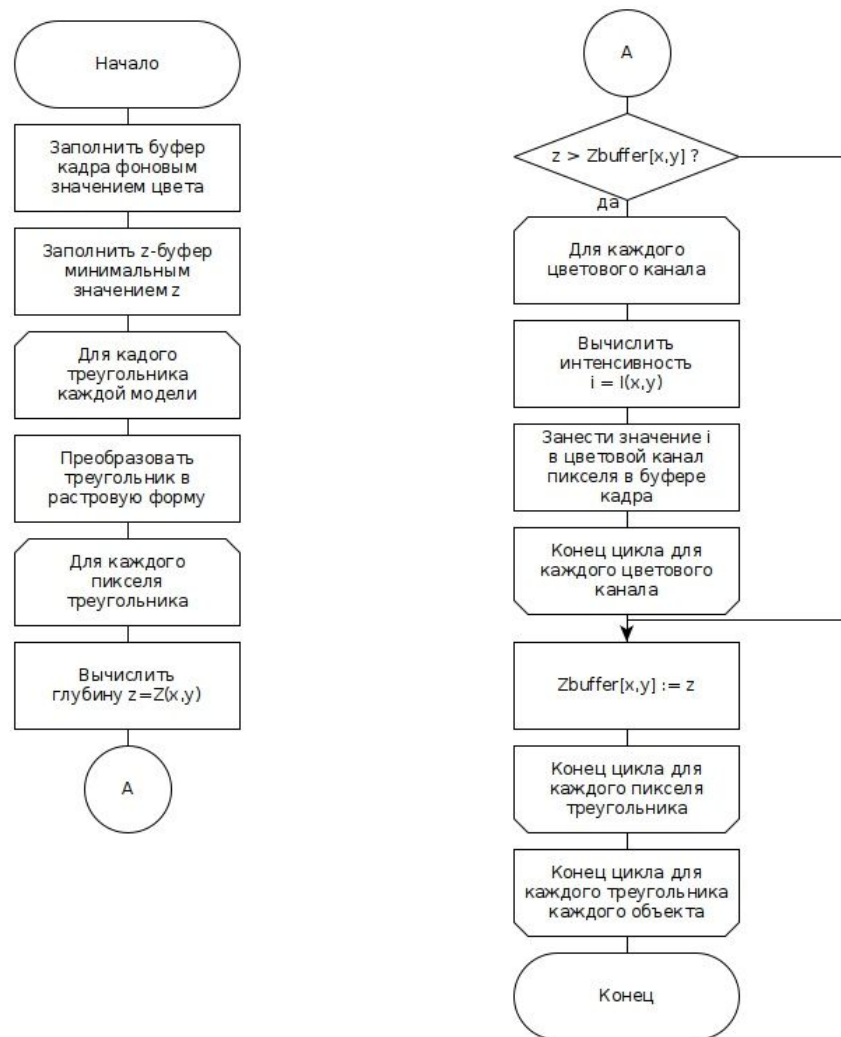 Начало
Заполнить буфер
кадра фоновым
значением цвета
Заполнить z-буфер
минимальным
значением z
Для кадого
треугольника
каждой модели
Преобразовать
треугольник в
растровую форму
Для каждого
пикселя
треугольника
Вычислить
глубину z=Z(x,y)
A
A
z > Zbuffer[x,y] ?
да
Для каждого
цветового канала
Вычислить
интенсивность
i = I(x,y)
Занести значение i
в цветовой канал
пикселя в буфере
кадра
Конец цикла для
каждого цветового
канала
Zbuffer[x,y] := z
Конец цикла для
каждого пикселя
треугольника
Конец цикла для
каждого треугольника
каждого объекта
Конец